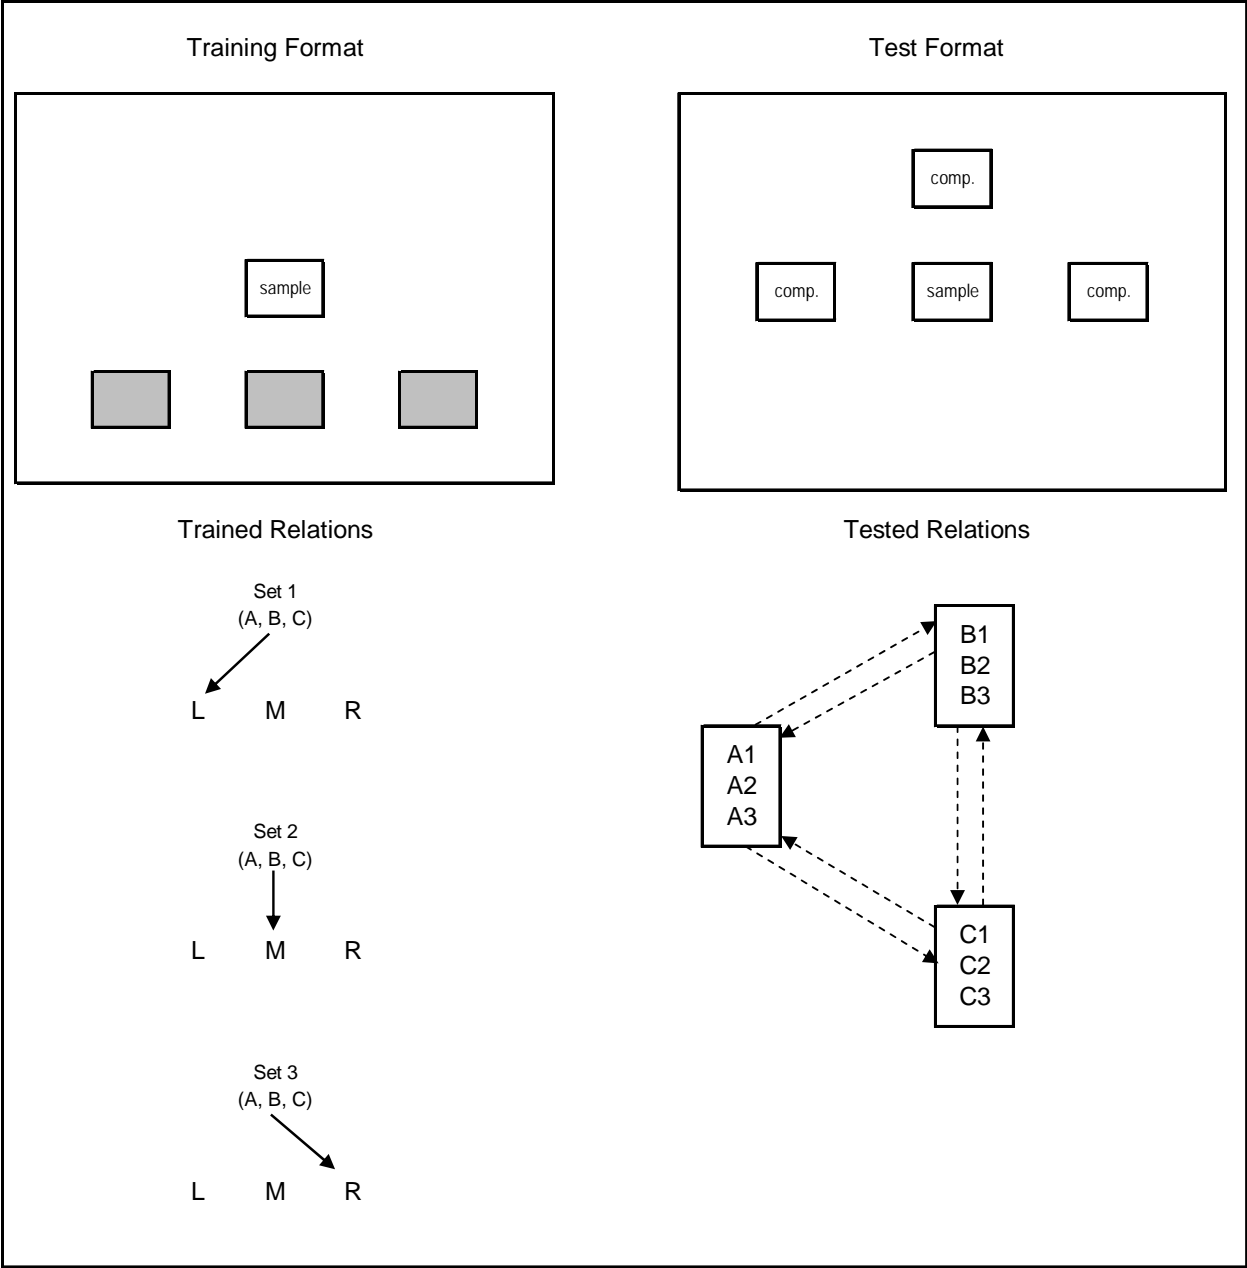 Training Format
Test Format
sample
comp.
comp.
sample
comp.
Trained Relations
Tested Relations
Set 1
(A, B, C)
L M R
Set 2
(A, B, C)
L M R
Set 3
(A, B, C)
L M R
B1
B2
B3
A1
A2
A3
C1
C2
C3